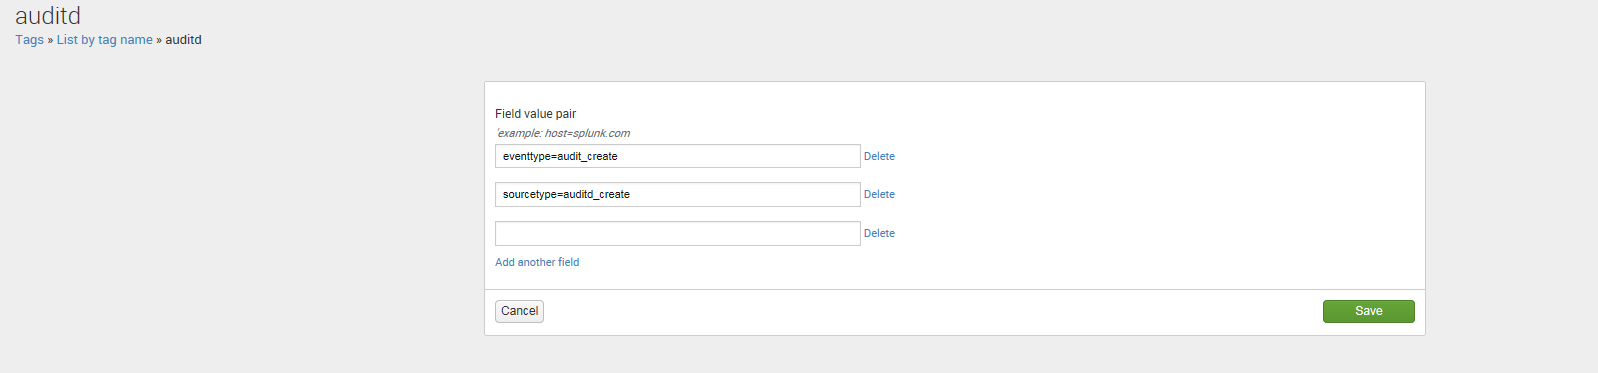 auditd
Tags » List by tag name » auditd
Field value pair
'example: host=splunk.com
eventtype=audit_create Delete
sourcetype=auditd_create Delete
Delete
Add another field
Cancel Save